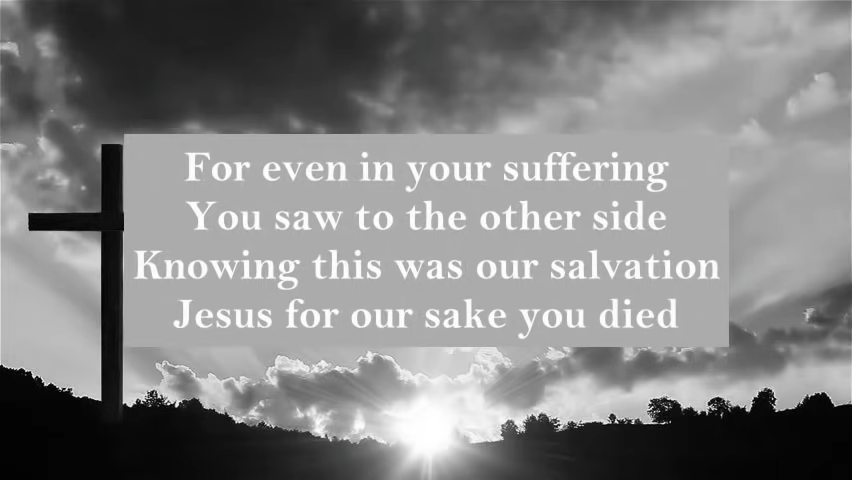 For even in your suffering
You saw to the other side
Knowing this was our salvation
Jesus for our sake you died